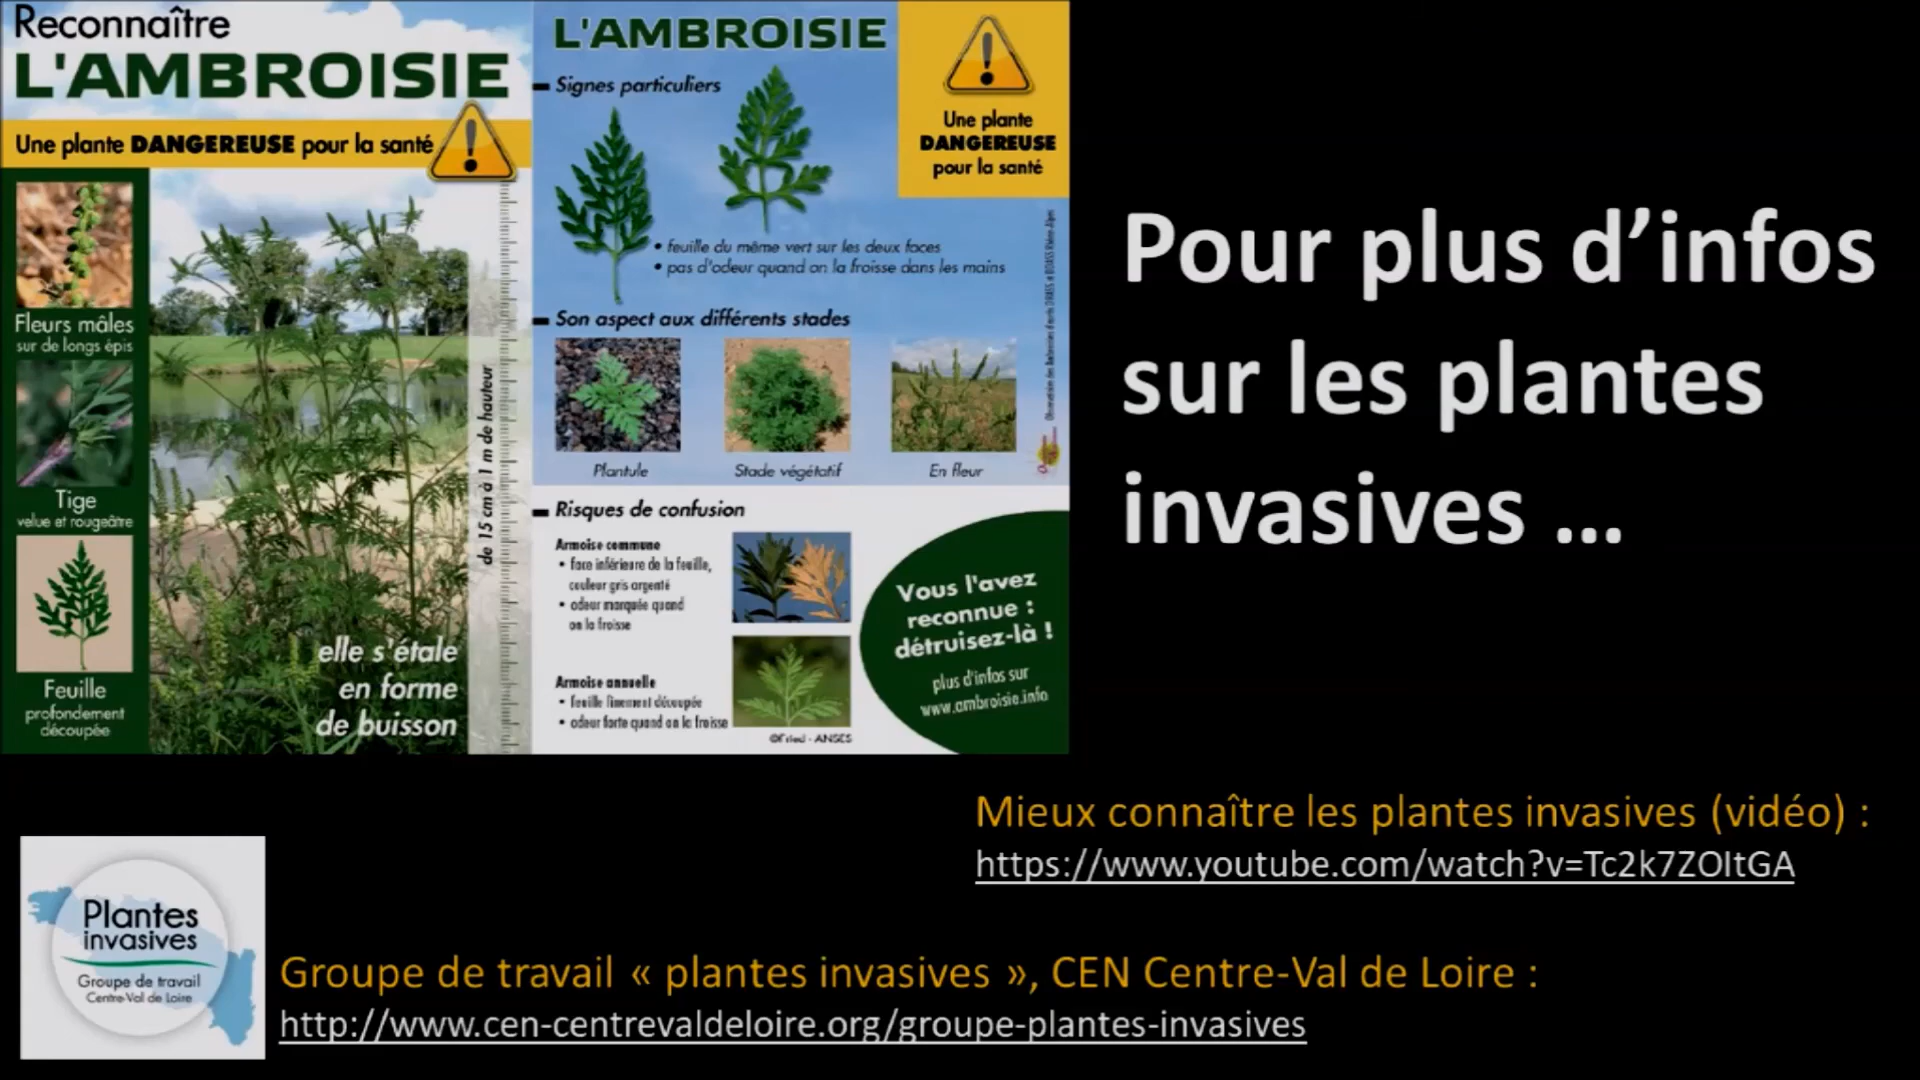 Reconnaître
L'AMBROISIE
Une plante DANGEREUSE pour la santé
Fleurs mâles
sur de longs épis
Tige
velue et rougeâtre
Feuille
profondement
découpée
de 15 cm à 1 m de hauteur
elle s'étale
en forme
de buisson
L'AMBROISIE
Signes particuliers
• feuille du même vert sur les deux faces
• pas d'odeur quand on la froisse dans les mains
Une plante
DANGEREUSE
pour la santé
Son aspect aux différents stades
Plantule
Stade végétatif
En fleur
Risques de confusion
Armoise commune
• face inférieure de la feuille,
couleur gris argenté
• odeur marquée quand
on la froisse
Armoise annuelle
• feuille finement découpée
• odeur forte quand on la froisse
©Fried - ANSES
Vous l'avez
reconnue :
détruisez-là !
plus d'infos sur
www.ambroisie.info
Pour plus d’infos
sur les plantes
invasives ...
Mieux connaître les plantes invasives (vidéo) :
https://www.youtube.com/watch?v=Tc2k7ZOItGA
Plantes
invasives
Groupe de travail
Centre-Val de Loire
Groupe de travail « plantes invasives », CEN Centre-Val de Loire :
http://www.cen-centrevaldeloire.org/groupe-plantes-invasives